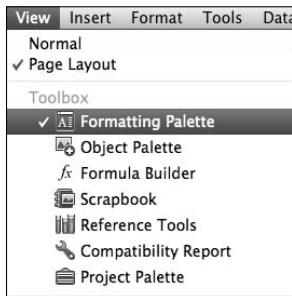 View Insert Format Tools Data
Normal
✓ Page Layout
Toolbox
✓ Formatting Palette
Object Palette
fx Formula Builder
Scrapbook
Reference Tools
Compatibility Report
Project Palette